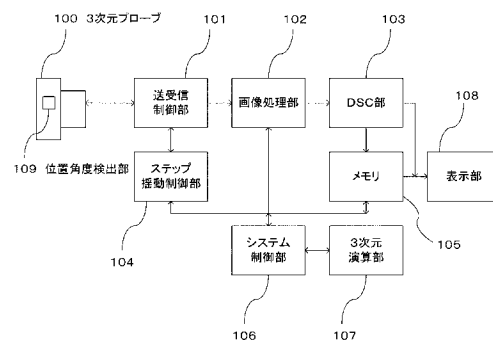 100 3次元プローブ
101
102
103
送受信
制御部
画像処理部
DSC部
108
109 位置角度検出部
ステップ
揺動制御部
メモリ
表示部
104
105
システム
制御部
3次元
演算部
106
107